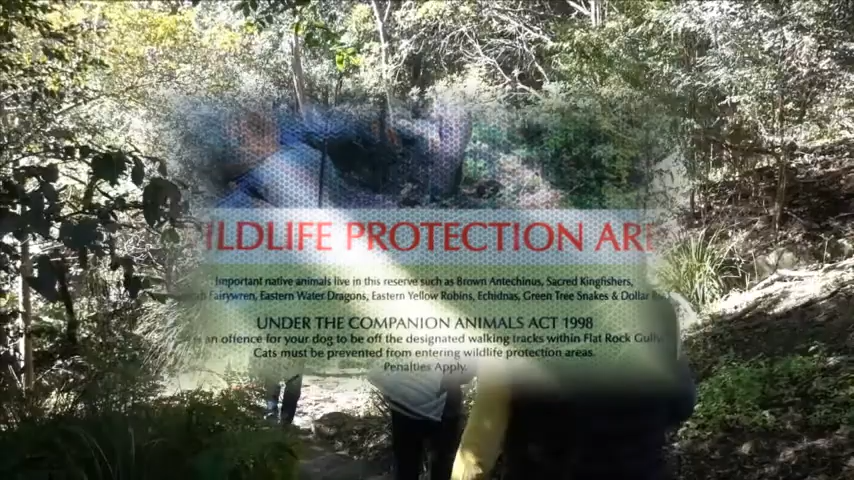 ILDLIFE PROTECTION ARE
Important native animals live in this reserve such as Brown Antechinus, Sacred Kingfishers,
Fairywren, Eastern Water Dragons, Eastern Yellow Robins, Echidnas, Green Tree Snakes & Dollar
UNDER THE COMPANION ANIMALS ACT 1998
is an offence for your dog to be off the designated walking tracks within Flat Rock Gully.
Cats must be prevented from entering wildlife protection areas.
Penalties Apply.